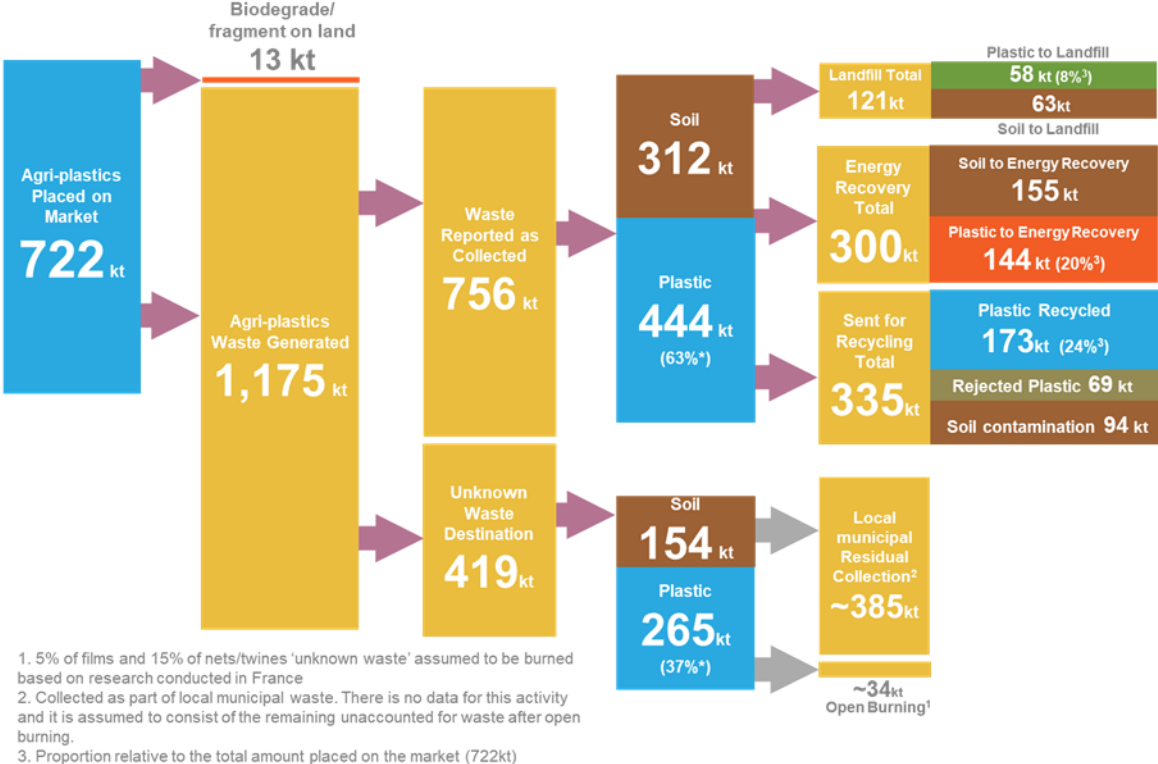 Biodegrade/
fragment on land
13 kt
Agri-plastics
Placed on
Market
722 kt
Agri-plastics
Waste Generated
1,175 kt
Waste
Reported as
Collected
756 kt
Unknown
Waste
Destination
419kt
Soil
312 kt
Plastic
444 kt
(63%*)
Soil
154 kt
Plastic
265kt
(37%*)
Landfill Total
121kt
Plastic to Landfill
58 kt (8%³)
63kt
Soil to Landfill
Energy
Recovery
Total
300kt
Soil to Energy Recovery
155 kt
Plastic to Energy Recovery
144 kt (20%³)
Sent for
Recycling
Total
335kt
Plastic Recycled
173kt (24%³)
Rejected Plastic 69 kt
Soil contamination 94 kt
Local
municipal
Residual
Collection²
~385kt
~34kt
Open Burning¹
1. 5% of films and 15% of nets/twines ‘unknown waste’ assumed to be burned
based on research conducted in France
2. Collected as part of local municipal waste. There is no data for this activity
and it is assumed to consist of the remaining unaccounted for waste after open
burning.
3. Proportion relative to the total amount placed on the market (722kt)